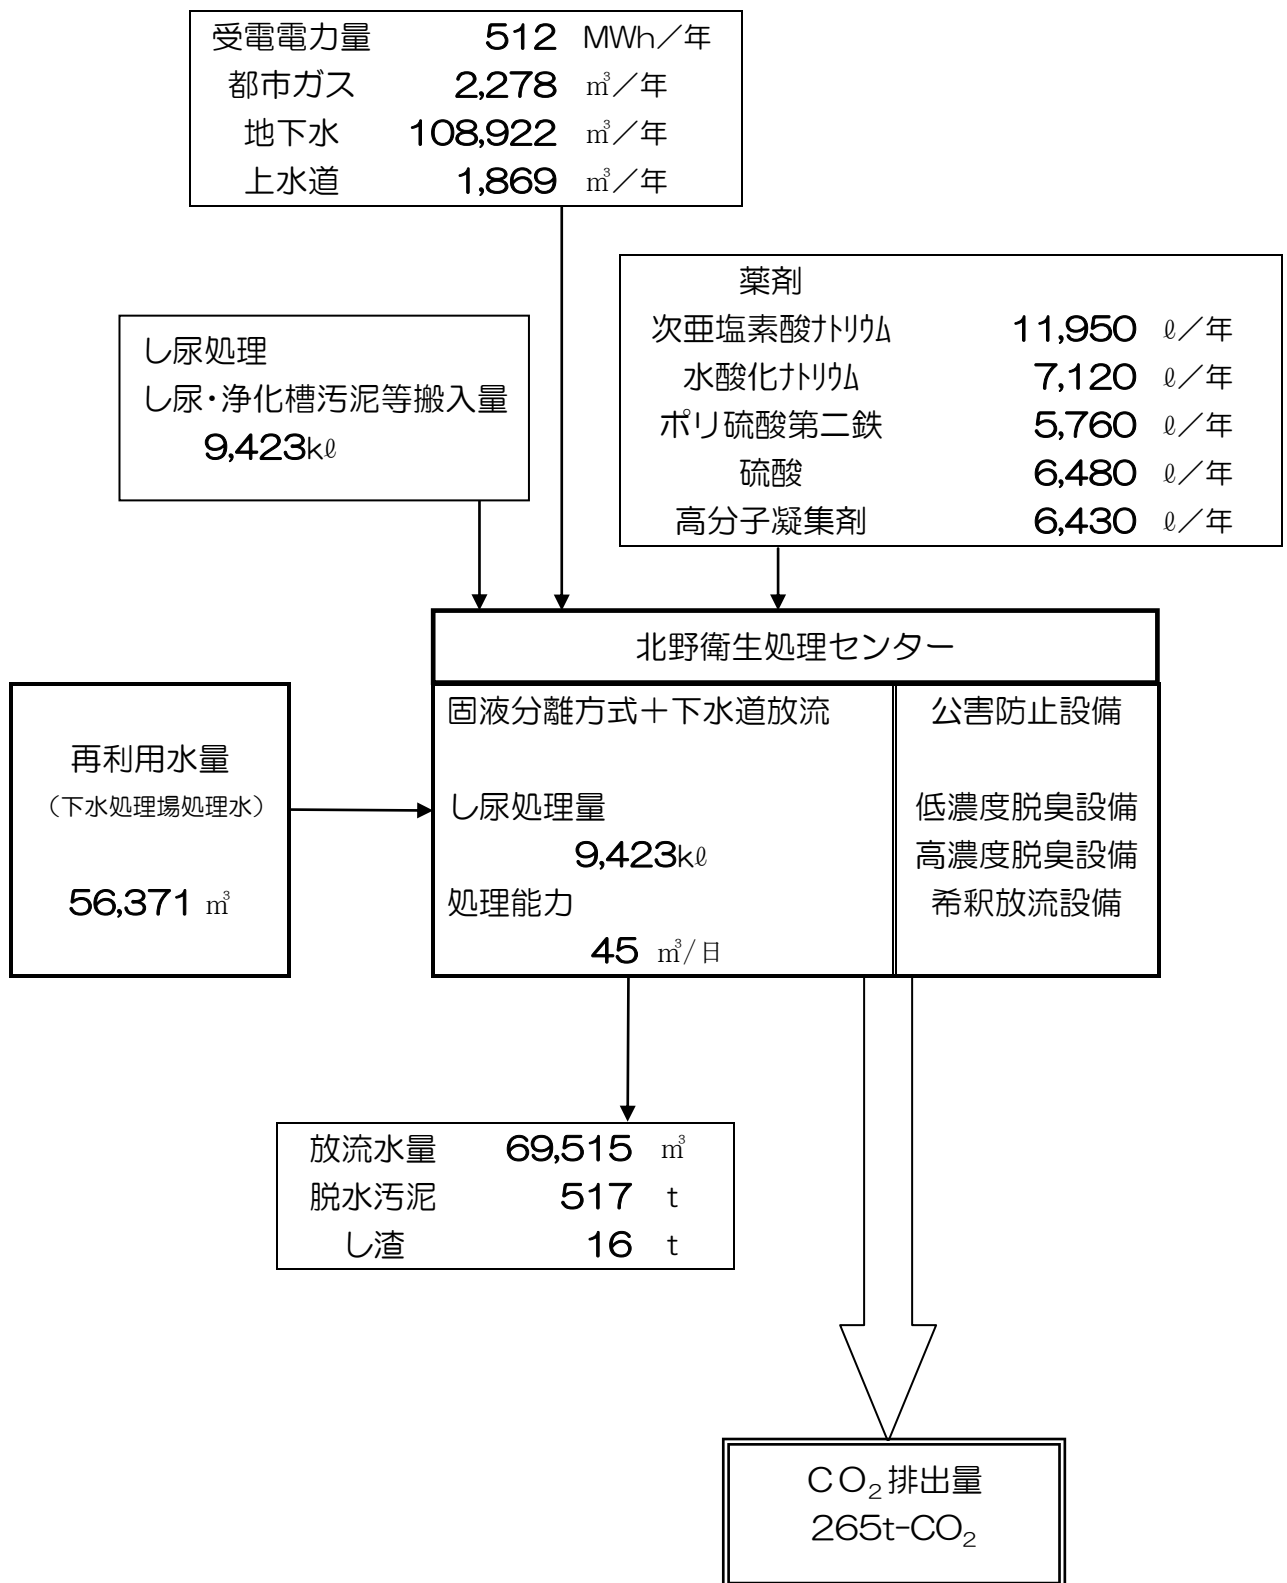 受電電力量 512 MWh／年
都市ガス 2,278 ㎥／年
地下水 108,922 ㎥／年
上水道 1,869 ㎥／年
薬剤
次亜塩素酸ﾅﾄﾘｳﾑ 11,950 ℓ／年
水酸化ﾅﾄﾘｳﾑ 7,120 ℓ／年
ポリ硫酸第二鉄 5,760 ℓ／年
硫酸 6,480 ℓ／年
高分子凝集剤 6,430 ℓ／年
し尿処理
し尿・浄化槽汚泥等搬入量
9,423kℓ
北野衛生処理センター
固液分離方式＋下水道放流
し尿処理量
9,423kℓ
処理能力
45 ㎥/日
公害防止設備
低濃度脱臭設備
高濃度脱臭設備
希釈放流設備
再利用水量
（下水処理場処理水）
56,371 ㎥
放流水量 69,515 ㎥
脱水汚泥 517 t
し渣 16 t
ＣＯ₂排出量
265t-CO₂